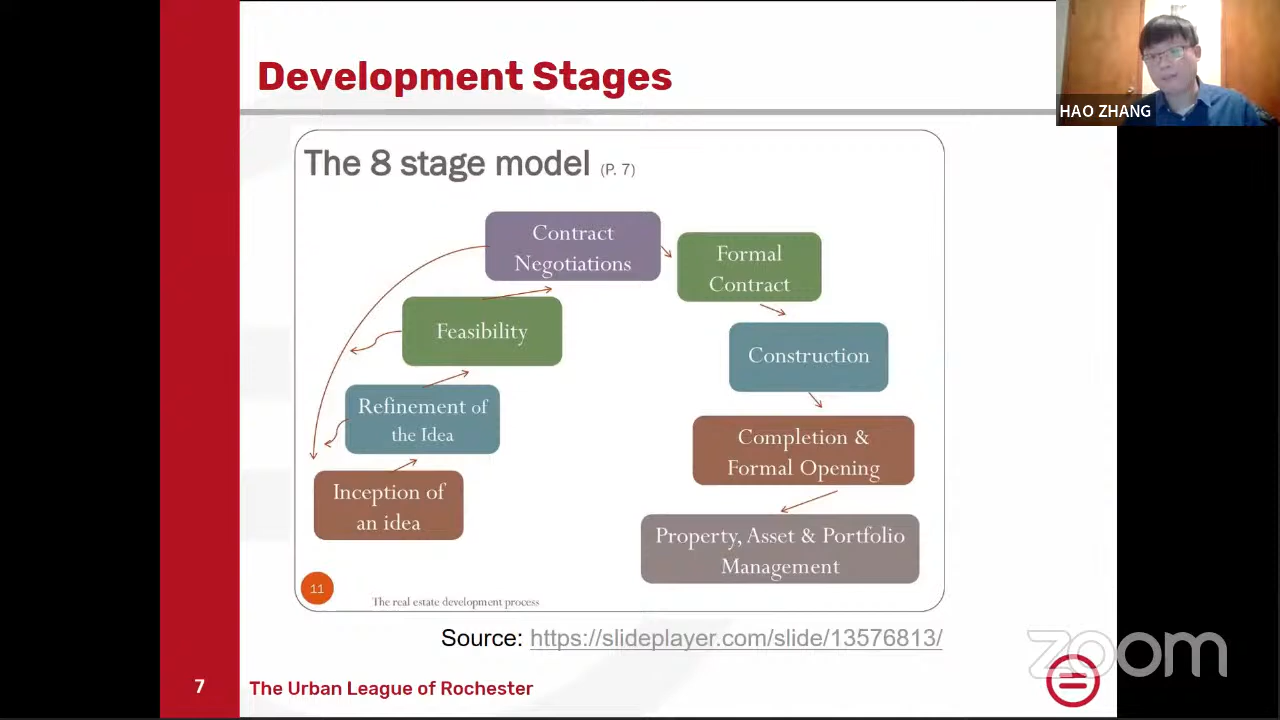 Development Stages
HAO ZHANG
The 8 stage model (P. 7)
Contract
Negotiations
Formal
Contract
Feasibility
Construction
Refinement of
the Idea
Completion &
Formal Opening
Inception of
an idea
Property, Asset & Portfolio
Management
11
The real estate development process
Source: https://slideplayer.com/slide/13576813/
zoom
7
The Urban League of Rochester